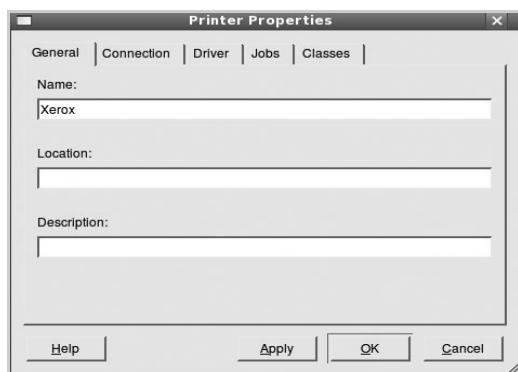 Printer Properties
General Connection Driver Jobs Classes
Name:
Xerox
Location:
Description:
Help Apply OK Cancel